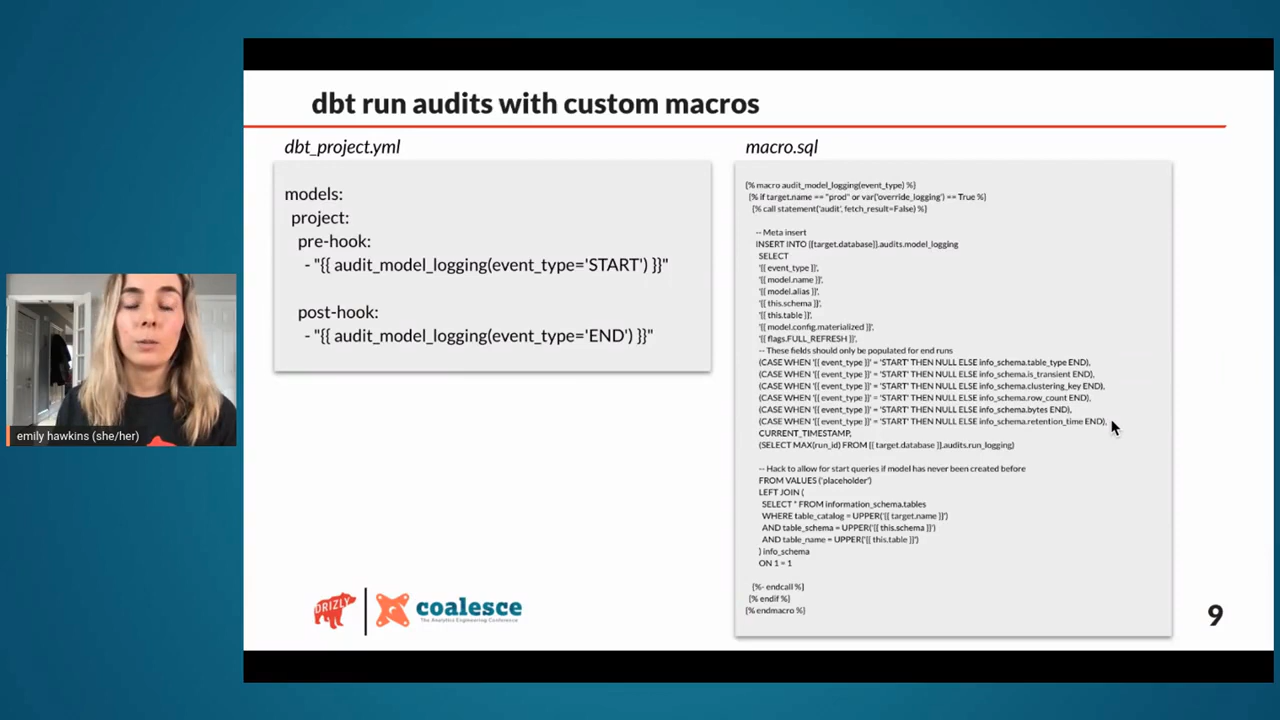 dbt run audits with custom macros
dbt_project.yml
models:
project:
pre-hook:
- "{{ audit_model_logging(event_type='START') }}"
post-hook:
- "{{ audit_model_logging(event_type='END') }}"
macro.sql
{% macro audit_model_logging(event_type) %}
{% if target.name == "prod" or var('override_logging') == True %}
{% call statement('audit', fetch_result=False) %}
-- Meta insert
INSERT INTO {{target.database}}.audits.model_logging
SELECT
'{{ event_type }}',
'{{ model.name }}',
'{{ model.alias }}',
'{{ this.schema }}',
'{{ this.table }}',
'{{ model.config.materialized }}',
'{{ flags.FULL_REFRESH }}',
-- These fields should only be populated for end runs
(CASE WHEN '{{ event_type }}' = 'START' THEN NULL ELSE info_schema.table_type END),
(CASE WHEN '{{ event_type }}' = 'START' THEN NULL ELSE info_schema.is_transient END),
(CASE WHEN '{{ event_type }}' = 'START' THEN NULL ELSE info_schema.clustering_key END),
(CASE WHEN '{{ event_type }}' = 'START' THEN NULL ELSE info_schema.row_count END),
(CASE WHEN '{{ event_type }}' = 'START' THEN NULL ELSE info_schema.bytes END),
(CASE WHEN '{{ event_type }}' = 'START' THEN NULL ELSE info_schema.retention_time END),
CURRENT_TIMESTAMP,
(SELECT MAX(run_id) FROM {{ target.database }}.audits.run_logging)
-- Hack to allow for start queries if model has never been created before
FROM VALUES ('placeholder')
LEFT JOIN (
SELECT * FROM information_schema.tables
WHERE table_catalog = UPPER('{{ target.name }}')
AND table_schema = UPPER('{{ this.schema }}')
AND table_name = UPPER('{{ this.table }}')
) info_schema
ON 1 = 1
{%- endcall %}
{% endif %}
{% endmacro %}
emily hawkins (she/her)
DRIZLY
coalesce
The Analytics Engineering Conference
9